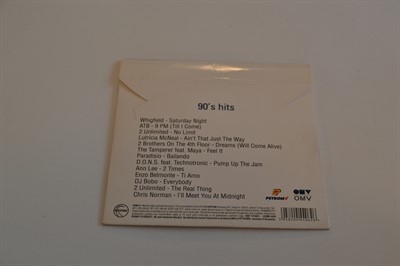 90's hits
Whigfield - Saturday Night
ATB - 9 PM (Till I Come)
2 Unlimited - No Limit
Lutricia McNeal - Ain't That Just The Way
2 Brothers On The 4th Floor - Dreams (Will Come Alive)
The Tamperer feat. Maya - Feel It
Paradisio - Bailando
D.O.N.S. feat. Technotronic - Pump Up The Jam
Ann Lee - 2 Times
Enzo Belmonte - Ti Amo
DJ Bobo - Everybody
2 Unlimited - The Real Thing
Chris Norman - I'll Meet You At Midnight
PETROM
OMV